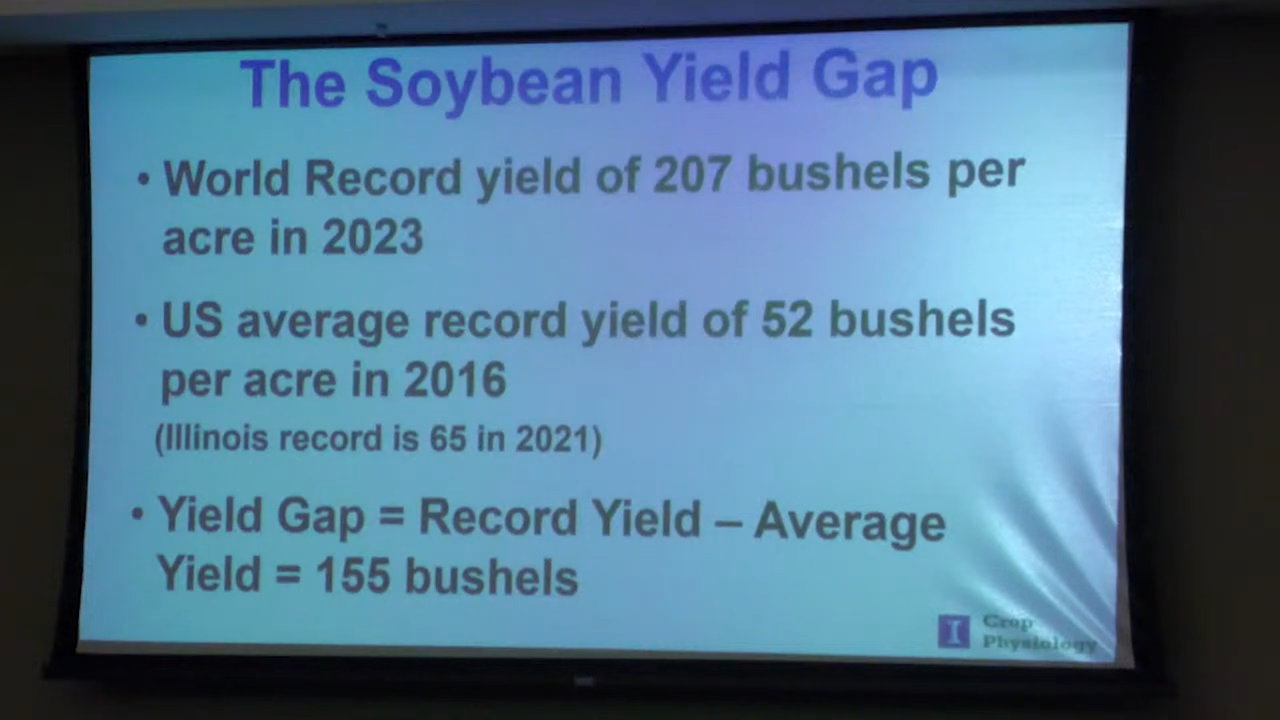 The Soybean Yield Gap
• World Record yield of 207 bushels per
acre in 2023
• US average record yield of 52 bushels
per acre in 2016
(Illinois record is 65 in 2021)
• Yield Gap = Record Yield – Average
Yield = 155 bushels
I Crop
Physiology